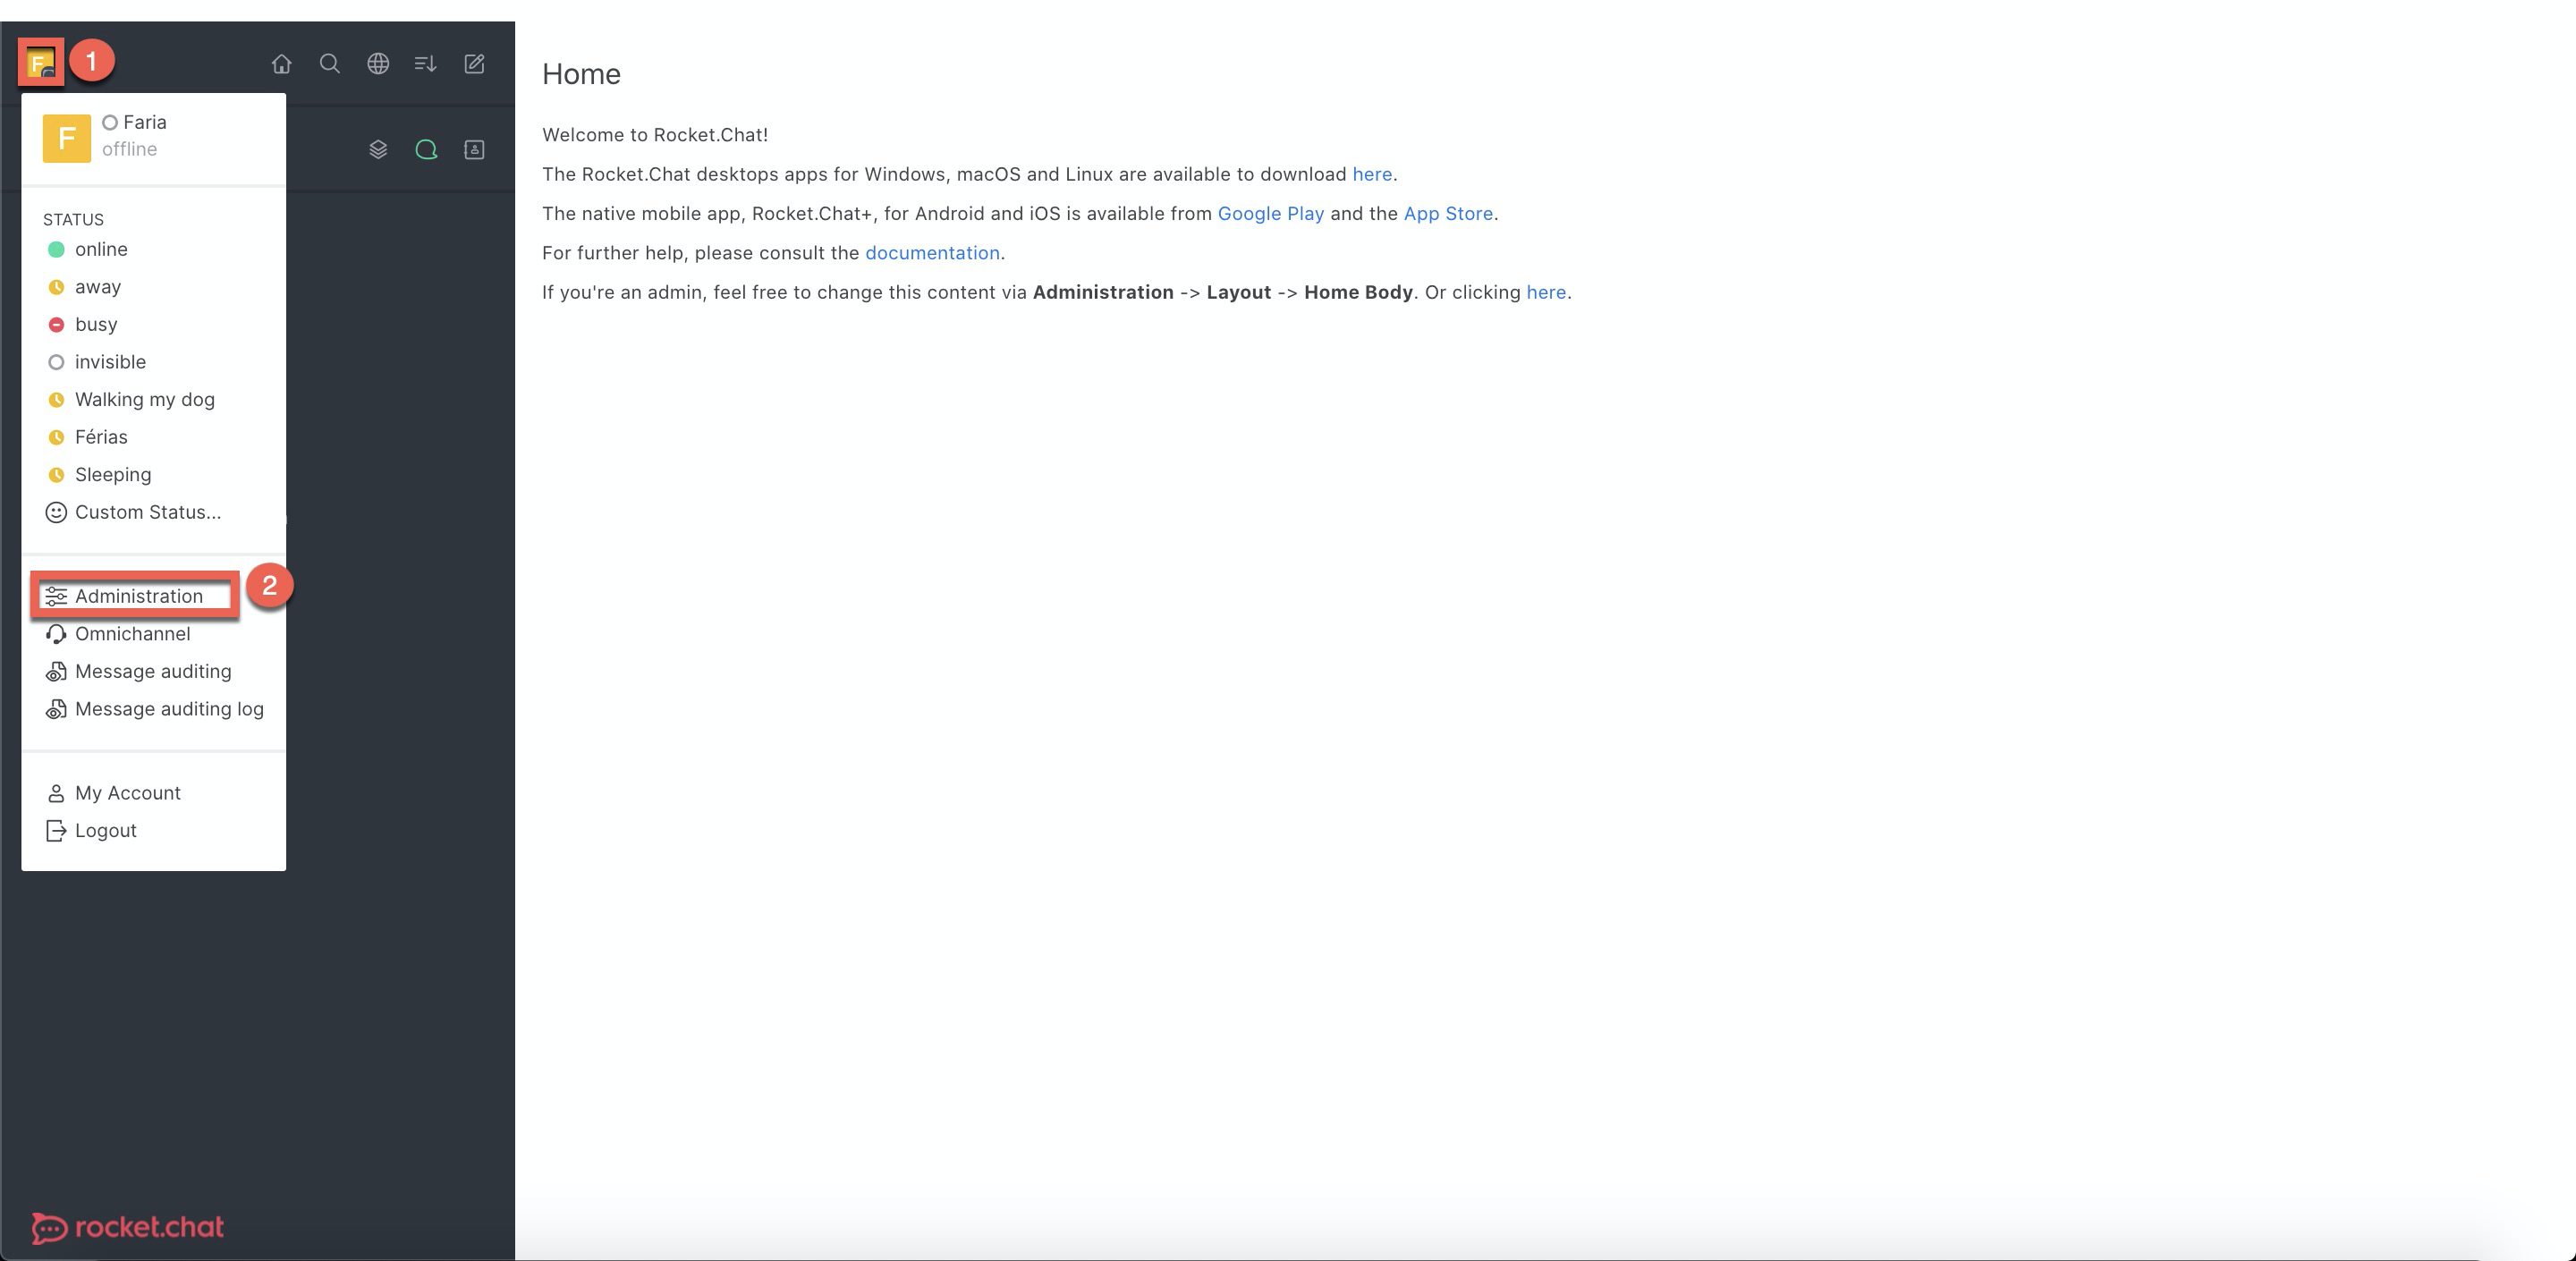 F
1
F
Faria
offline
STATUS
online
away
busy
invisible
Walking my dog
Férias
Sleeping
Custom Status...
Administration
2
Omnichannel
Message auditing
Message auditing log
My Account
Logout
rocket.chat
Home
Welcome to Rocket.Chat!
The Rocket.Chat desktops apps for Windows, macOS and Linux are available to download here.
The native mobile app, Rocket.Chat+, for Android and iOS is available from Google Play and the App Store.
For further help, please consult the documentation.
If you're an admin, feel free to change this content via Administration -> Layout -> Home Body. Or clicking here.